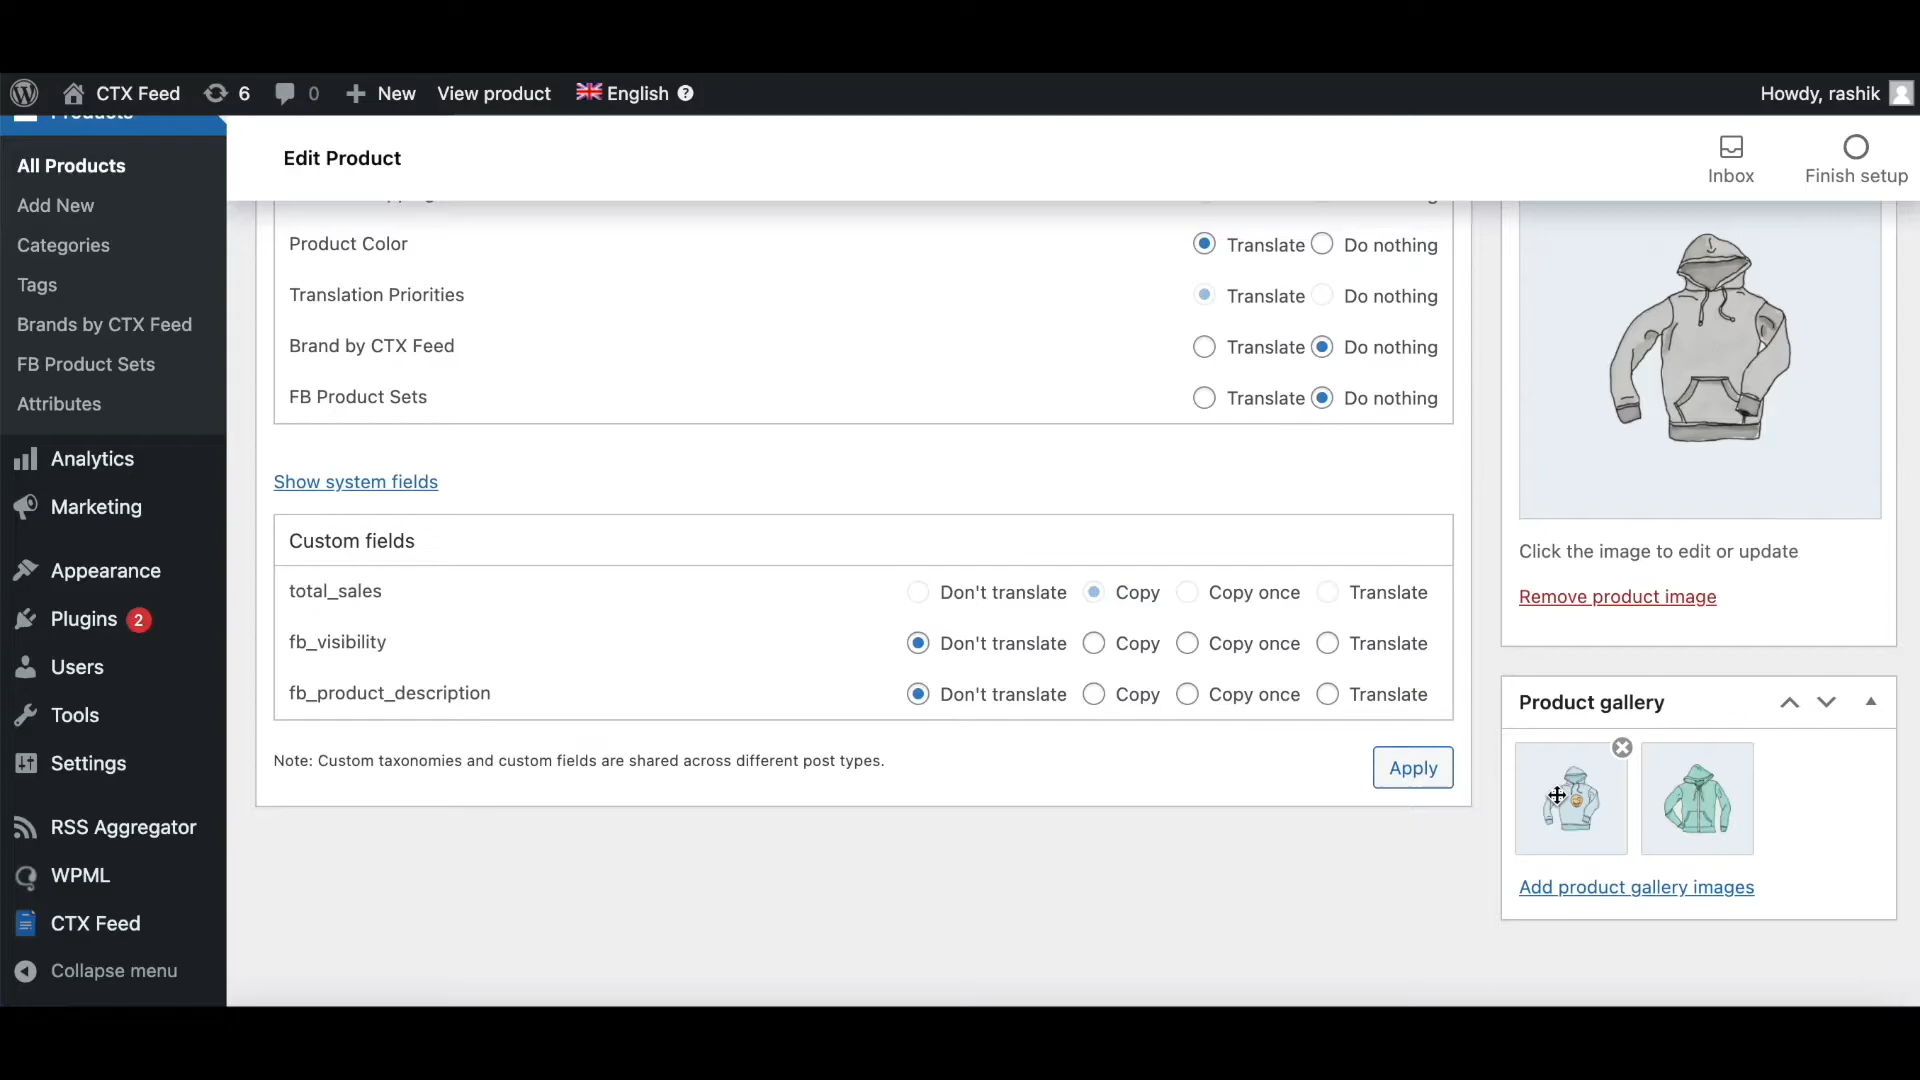 CTX Feed 6 0 New View product English Howdy, rashik
Products
All Products
Add New
Categories
Tags
Brands by CTX Feed
FB Product Sets
Attributes
Analytics
Marketing
Appearance
Plugins 2
Users
Tools
Settings
RSS Aggregator
WPML
CTX Feed
Collapse menu
Edit Product
Inbox
Finish setup
Product Color Translate Do nothing
Translation Priorities Translate Do nothing
Brand by CTX Feed Translate Do nothing
FB Product Sets Translate Do nothing
Show system fields
Custom fields
total_sales Don't translate Copy Copy once Translate
fb_visibility Don't translate Copy Copy once Translate
fb_product_description Don't translate Copy Copy once Translate
Note: Custom taxonomies and custom fields are shared across different post types.
Apply
Click the image to edit or update
Remove product image
Product gallery
Add product gallery images